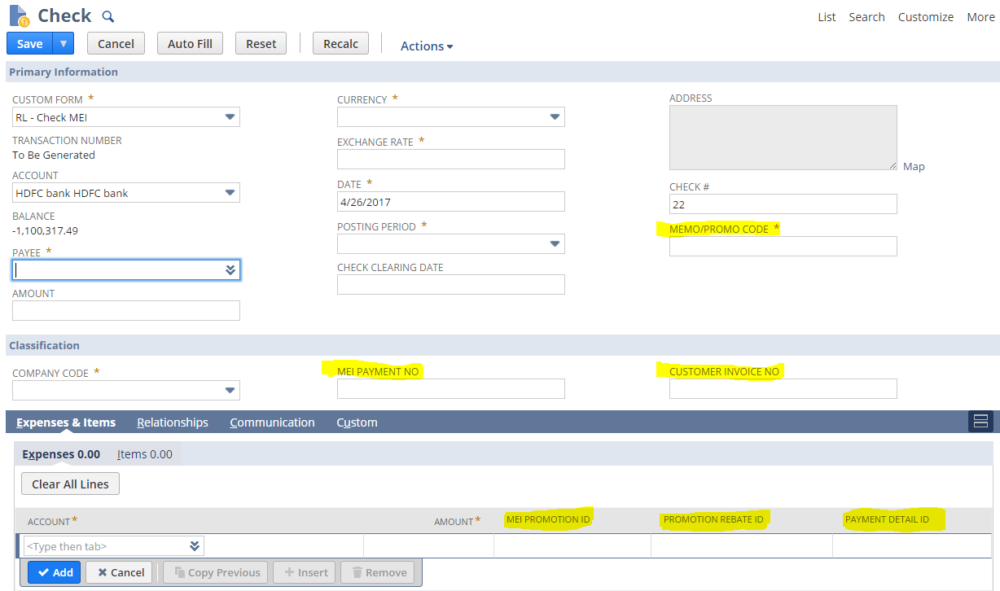 Check
List Search Customize More
Save Cancel Auto Fill Reset Recalc Actions
Primary Information
CUSTOM FORM *
RL - Check MEI
TRANSACTION NUMBER
To Be Generated
ACCOUNT
HDFC bank HDFC bank
BALANCE
-1,100,317.49
PAYEE *
AMOUNT
CURRENCY *
EXCHANGE RATE *
DATE *
4/26/2017
POSTING PERIOD *
CHECK CLEARING DATE
ADDRESS
Map
CHECK #
22
MEMO/PROMO CODE *
Classification
COMPANY CODE *
MEI PAYMENT NO
CUSTOMER INVOICE NO
Expenses & Items Relationships Communication Custom
Expenses 0.00 Items 0.00
Clear All Lines
ACCOUNT* AMOUNT* MEI PROMOTION ID PROMOTION REBATE ID PAYMENT DETAIL ID
<Type then tab>
Add Cancel Copy Previous Insert Remove